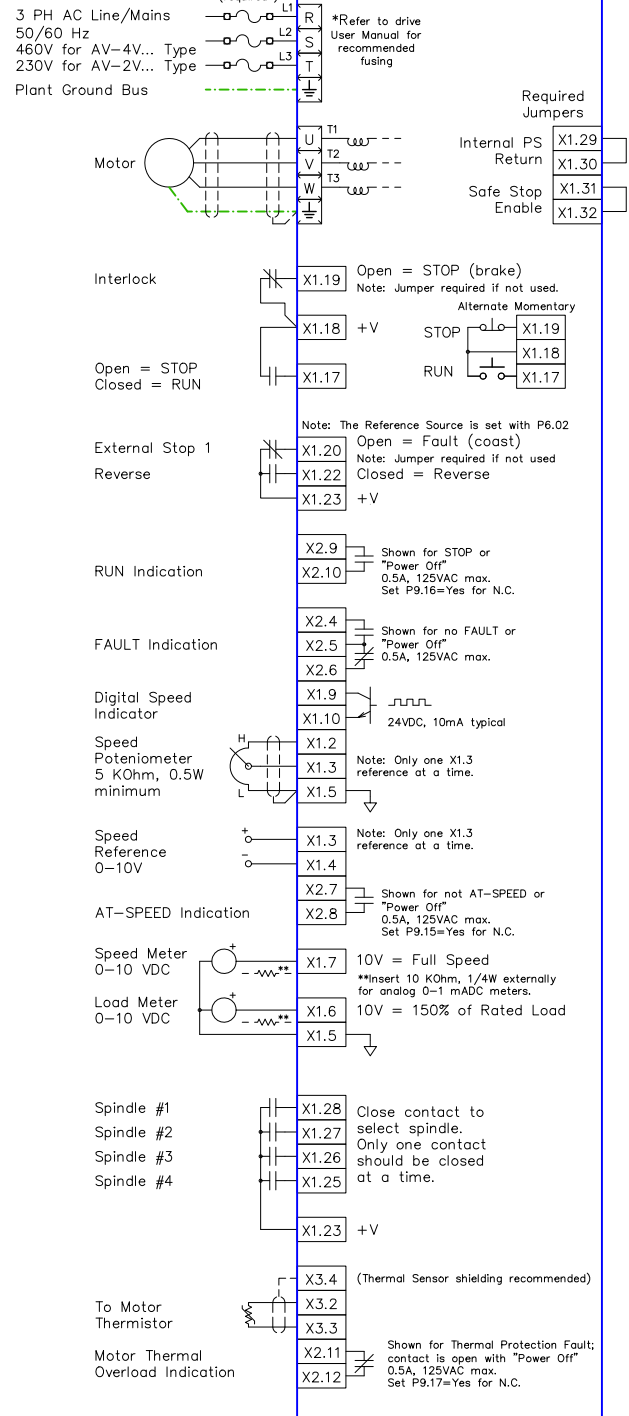 3 PH AC Line/Mains
50/60 Hz
460V for AV-4V... Type
230V for AV-2V... Type
Plant Ground Bus
L1
R
L2
S
L3
T
*Refer to drive
User Manual for
recommended
fusing
Required
Jumpers
Internal PS
Return
X1.29
X1.30
Safe Stop
Enable
X1.31
X1.32
Motor
U
T1
V
T2
W
T3
Interlock
X1.19
Open = STOP (brake)
Note: Jumper required if not used.
X1.18
+V
Open = STOP
Closed = RUN
X1.17
Alternate Momentary
STOP
X1.19
X1.18
RUN
X1.17
Note: The Reference Source is set with P6.02
External Stop 1
X1.20
Open = Fault (coast)
Note: Jumper required if not used
Reverse
X1.22
Closed = Reverse
X1.23
+V
RUN Indication
X2.9
X2.10
Shown for STOP or
"Power Off"
0.5A, 125VAC max.
Set P9.16=Yes for N.C.
FAULT Indication
X2.4
X2.5
X2.6
Shown for no FAULT or
"Power Off"
0.5A, 125VAC max.
Digital Speed
Indicator
X1.9
X1.10
24VDC, 10mA typical
Speed
Poteniometer
5 KOhm, 0.5W
minimum
H
L
X1.2
X1.3
X1.5
Note: Only one X1.3
reference at a time.
Speed
Reference
0-10V
+
-
X1.3
X1.4
Note: Only one X1.3
reference at a time.
AT-SPEED Indication
X2.7
X2.8
Shown for not AT-SPEED or
"Power Off"
0.5A, 125VAC max.
Set P9.15=Yes for N.C.
Speed Meter
0-10 VDC
+
**
X1.7
10V = Full Speed
**Insert 10 KOhm, 1/4W externally
for analog 0-1 mADC meters.
Load Meter
0-10 VDC
+
**
X1.6
10V = 150% of Rated Load
X1.5
Spindle #1
Spindle #2
Spindle #3
Spindle #4
X1.28
X1.27
X1.26
X1.25
Close contact to
select spindle.
Only one contact
should be closed
at a time.
X1.23
+V
X3.4
(Thermal Sensor shielding recommended)
To Motor
Thermistor
X3.2
X3.3
Motor Thermal
Overload Indication
X2.11
X2.12
Shown for Thermal Protection Fault;
contact is open with "Power Off"
0.5A, 125VAC max.
Set P9.17=Yes for N.C.